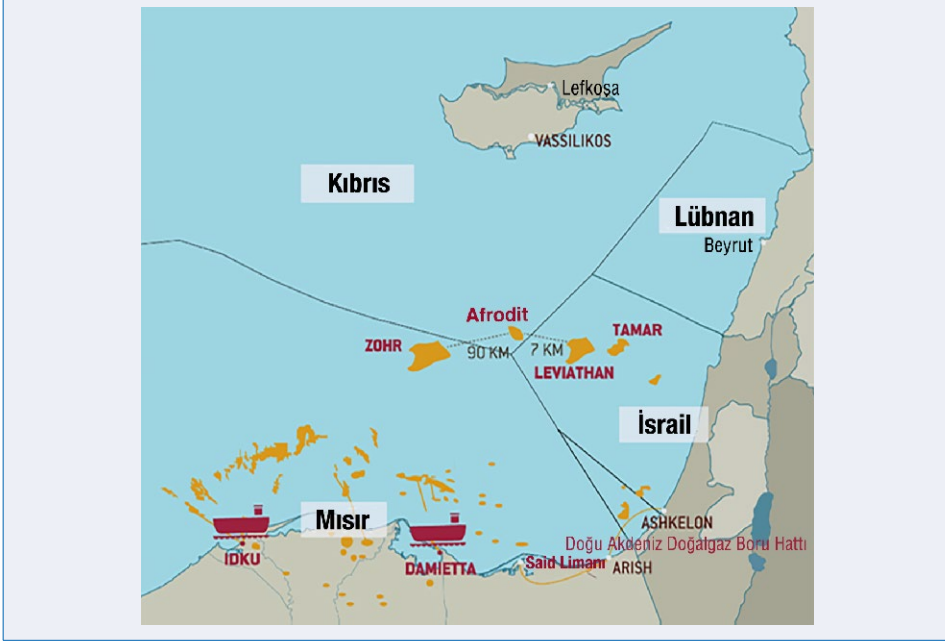 Lefkoşa
VASSILIKOS
Kıbrıs
Lübnan
Beyrut
Afrodit
ZOHR
90 KM
7 KM
TAMAR
LEVIATHAN
İsrail
Mısır
ASHKELON
Doğu Akdeniz Doğalgaz Boru Hattı
IDKU
DAMIETTA
Said Limanı
ARISH